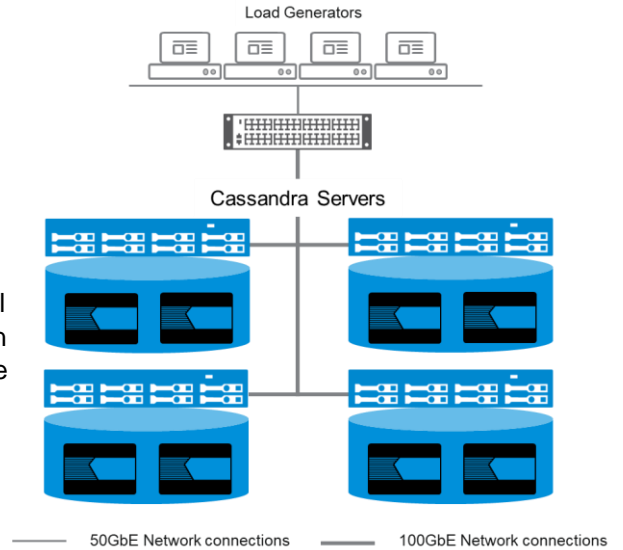 Load Generators
Cassandra Servers
l
n
e
50GbE Network connections
100GbE Network connections